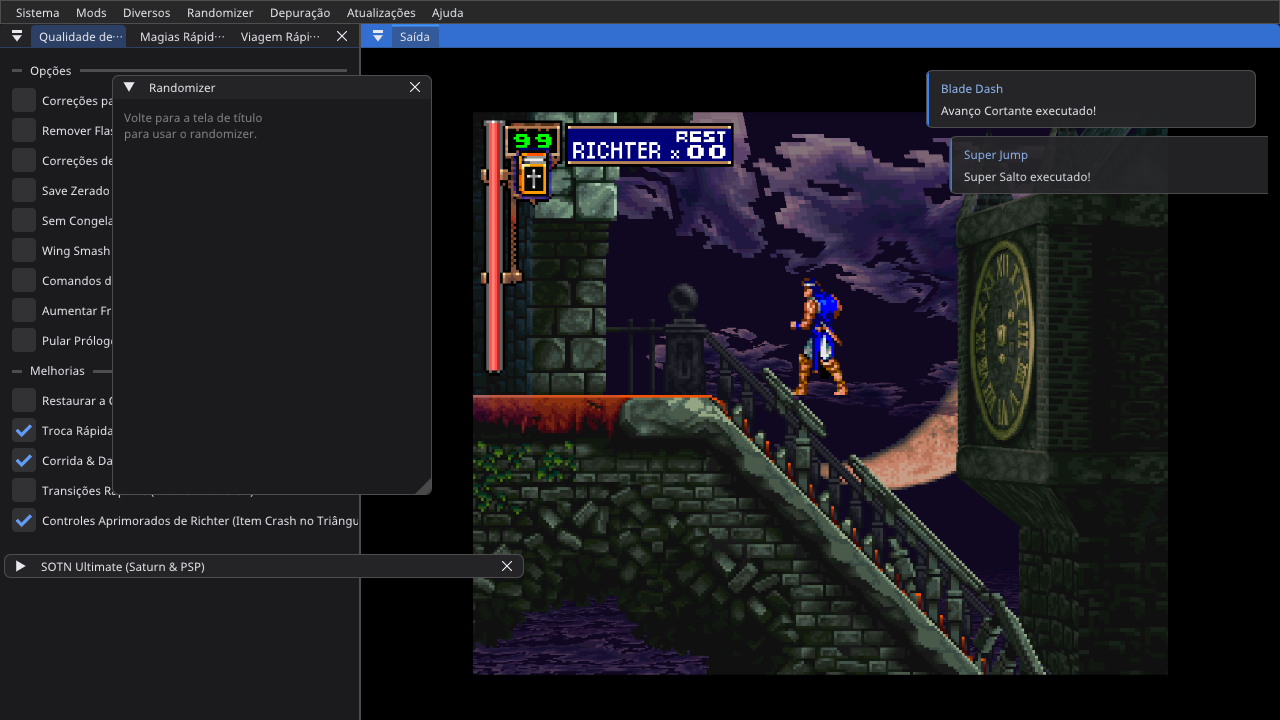 Sistema Mods Diversos Randomizer Depuração Atualizações Ajuda
Qualidade de··· Magias Rápid··· Viagem Rápi··· Saída
Opções
Randomizer
Volte para a tela de título
para usar o randomizer.
Correções pa
Remover Flas
Correções de
Save Zerado
Sem Congela
Wing Smash
Comandos d
Aumentar Fr
Pular Prólogo
Melhorias
Restaurar a
Troca Rápida
Corrida & Da
Transições
Controles Aprimorados de Richter (Item Crash no Triângu
SOTN Ultimate (Saturn & PSP)
99
REST
RICHTER x 00
Blade Dash
Avanço Cortante executado!
Super Jump
Super Salto executado!
XII